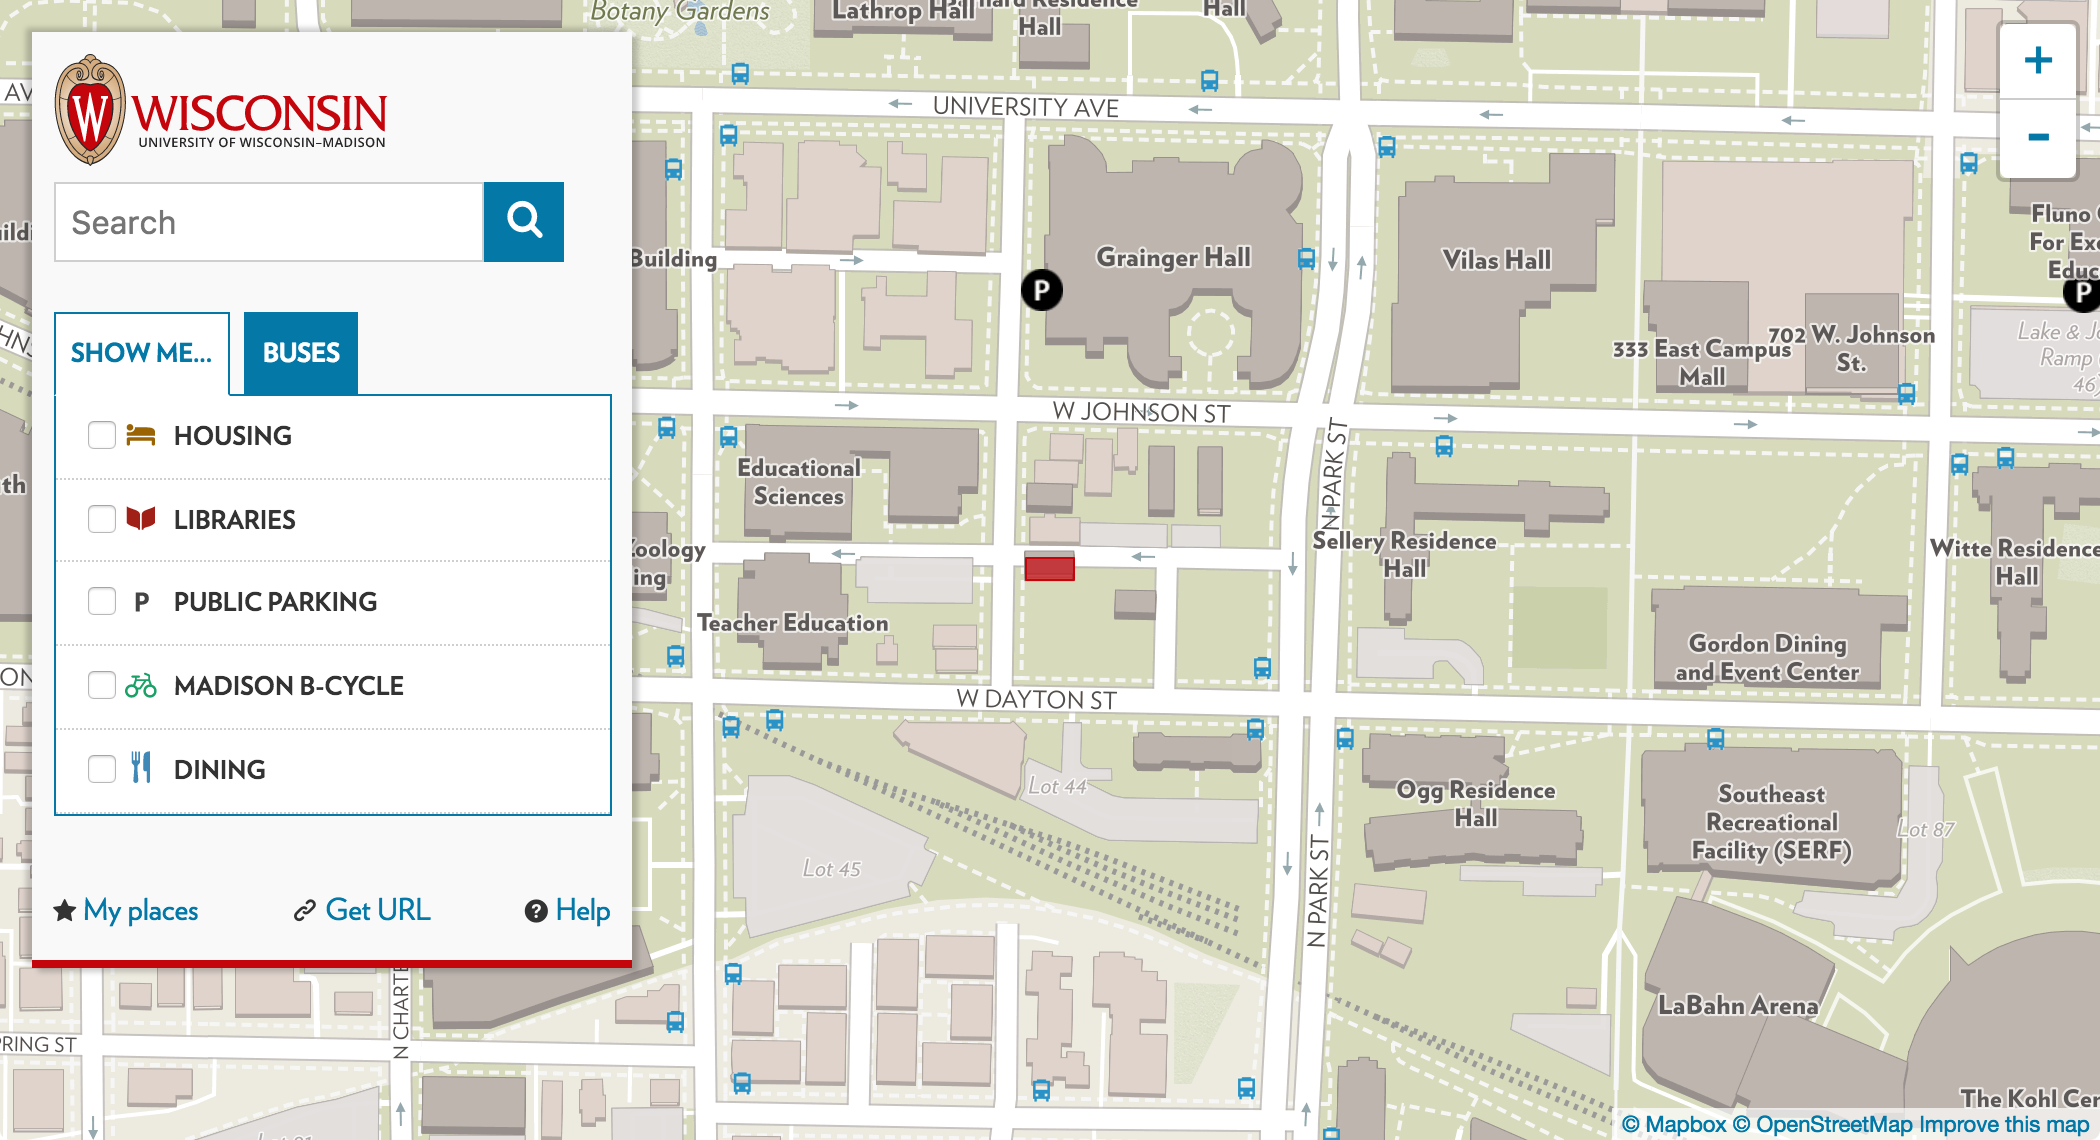 W
WISCONSIN
UNIVERSITY OF WISCONSIN–MADISON
Search
SHOW ME...
BUSES
HOUSING
LIBRARIES
P PUBLIC PARKING
MADISON B-CYCLE
DINING
My places
Get URL
? Help
Botany Gardens
Lathrop Hall
Residence
Hall
Hall
+
-
UNIVERSITY AVE
AV
Building
Grainger Hall
P
Vilas Hall
Fluno
For Exe
Educ
P
333 East Campus
Mall
702 W. Johnson
St.
Lake & Jo
Ramp
46)
W JOHNSON ST
N PARK ST
Educational
Sciences
Zoology
ing
Teacher Education
Sellery Residence
Hall
Witte Residence
Hall
Gordon Dining
and Event Center
W DAYTON ST
Lot 44
Lot 45
N PARK ST
Ogg Residence
Hall
Southeast
Recreational
Facility (SERF)
Lot 87
LaBahn Arena
The Kohl Cen
RING ST
N CHARTE
© Mapbox © OpenStreetMap Improve this map